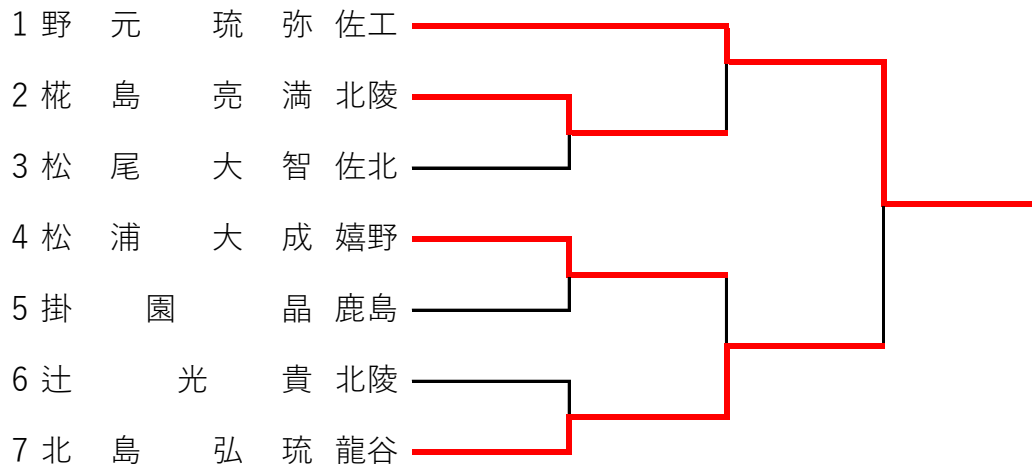 1 野 元 琉 弥 佐工
2 椛 島 亮 満 北陵
3 松 尾 大 智 佐北
4 松 浦 大 成 嬉野
5 掛 園 晶 鹿島
6 辻 光 貴 北陵
7 北 島 弘 琉 龍谷